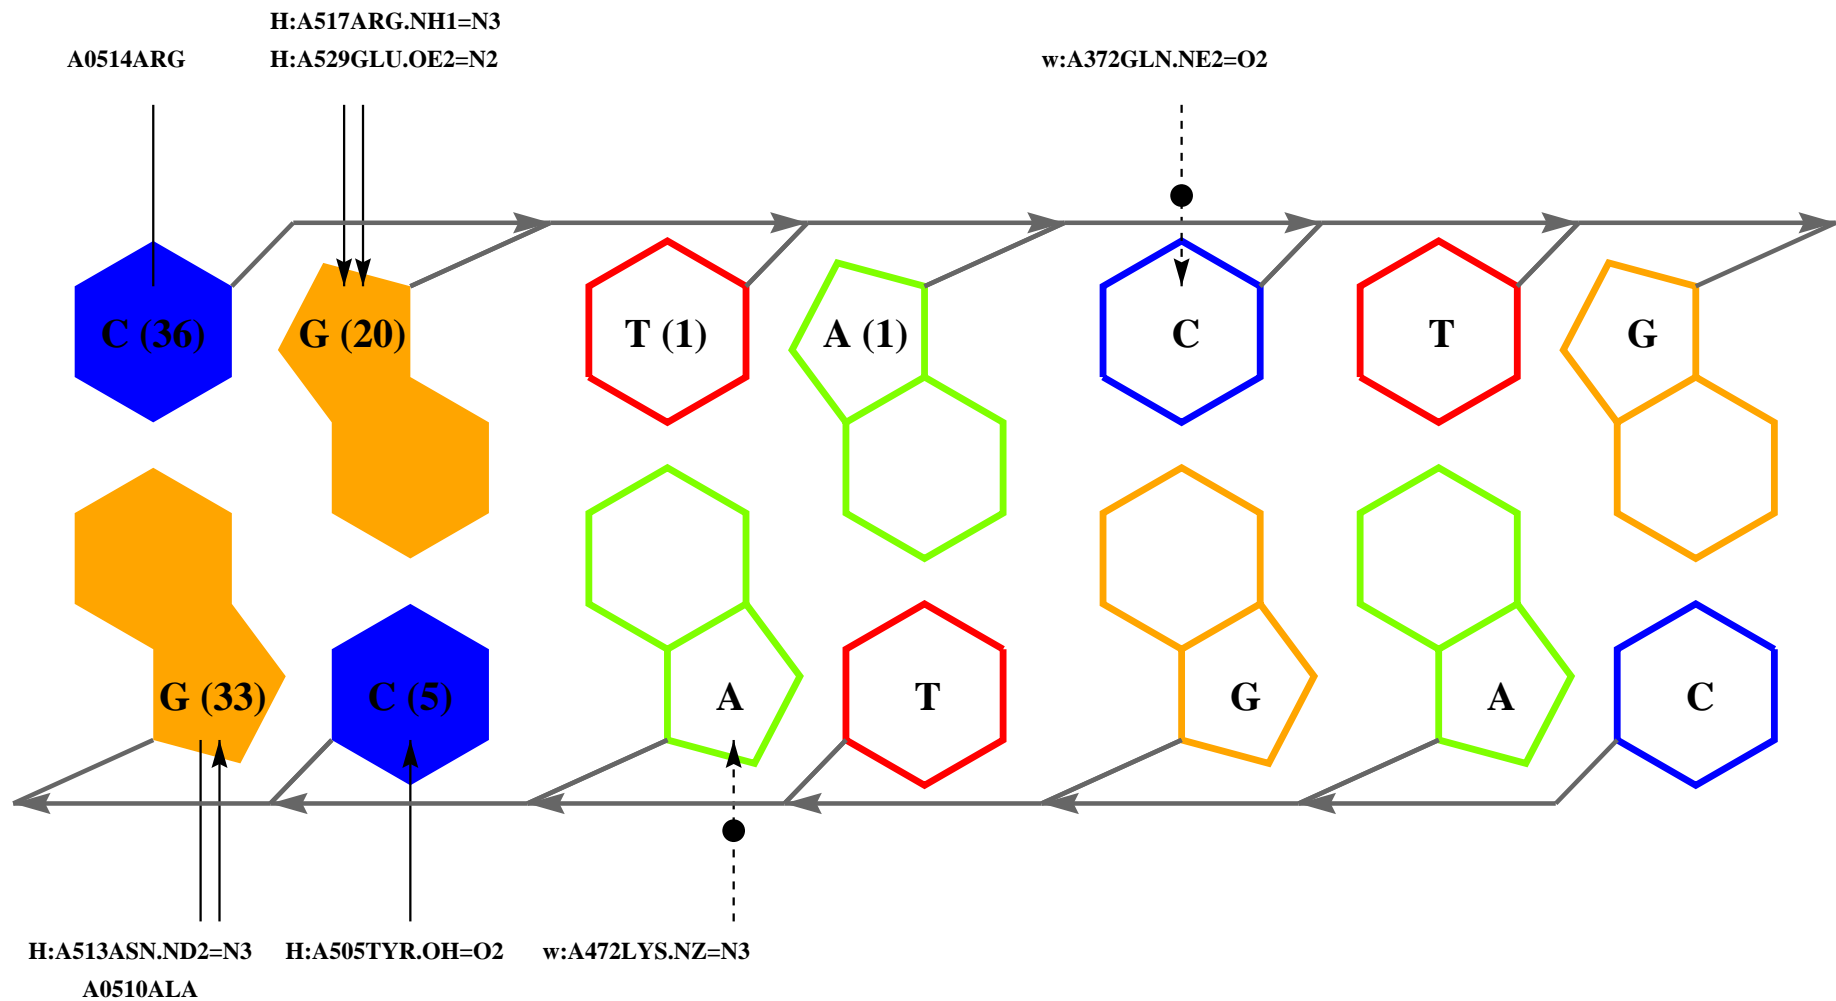 H:A517ARG.NH1=N3
A0514ARG
H:A529GLU.OE2=N2
w:A372GLN.NE2=O2
C (36)
G (20)
T (1)
A (1)
C
T
G
G (33)
C (5)
A
T
G
A
C
H:A513ASN.ND2=N3
H:A505TYR.OH=O2
w:A472LYS.NZ=N3
A0510ALA